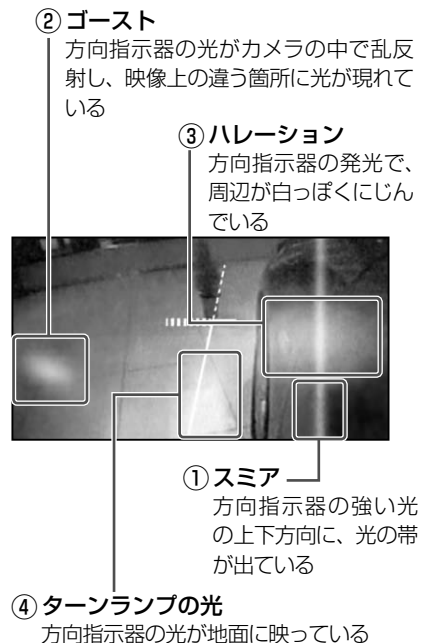 ② ゴースト
方向指示器の光がカメラの中で乱反
射し、映像上の違う箇所に光が現れて
いる
③ ハレーション
方向指示器の発光で、
周辺が白っぽくにじん
でいる
① スミア
方向指示器の強い光
の上下方向に、光の帯
が出ている
④ ターンランプの光
方向指示器の光が地面に映っている